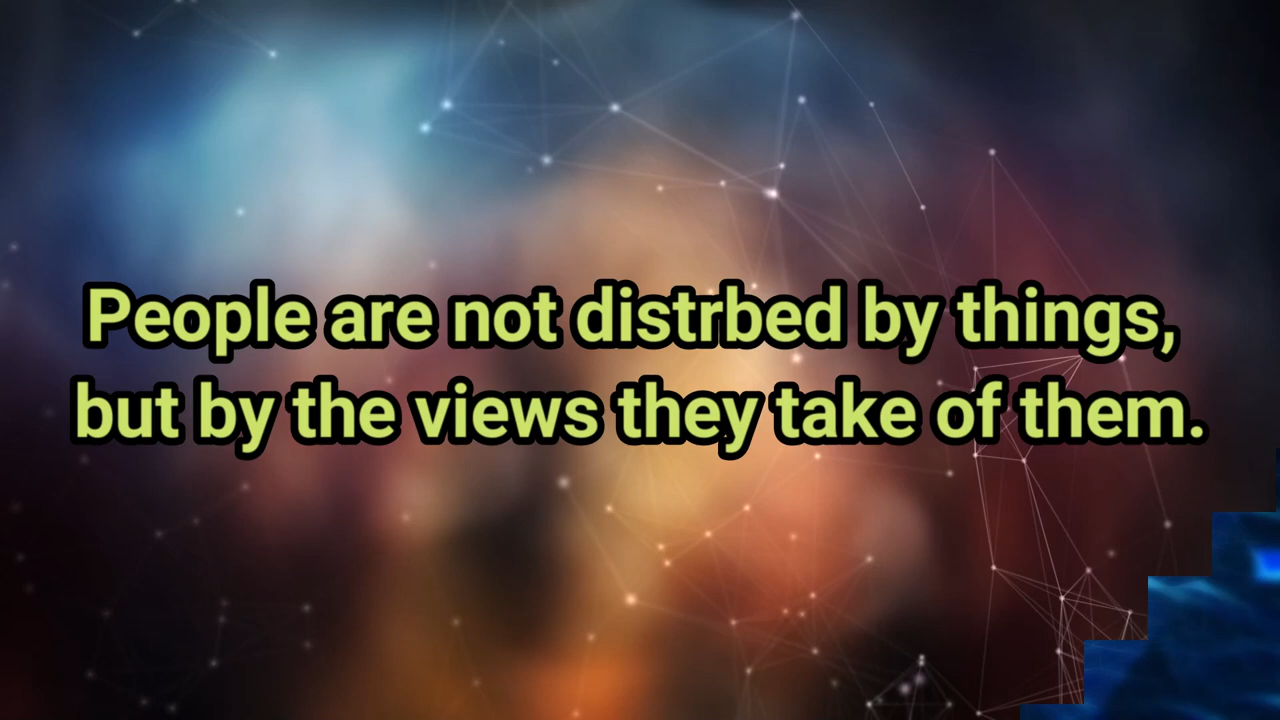 People are not distrbed by things,
but by the views they take of them.